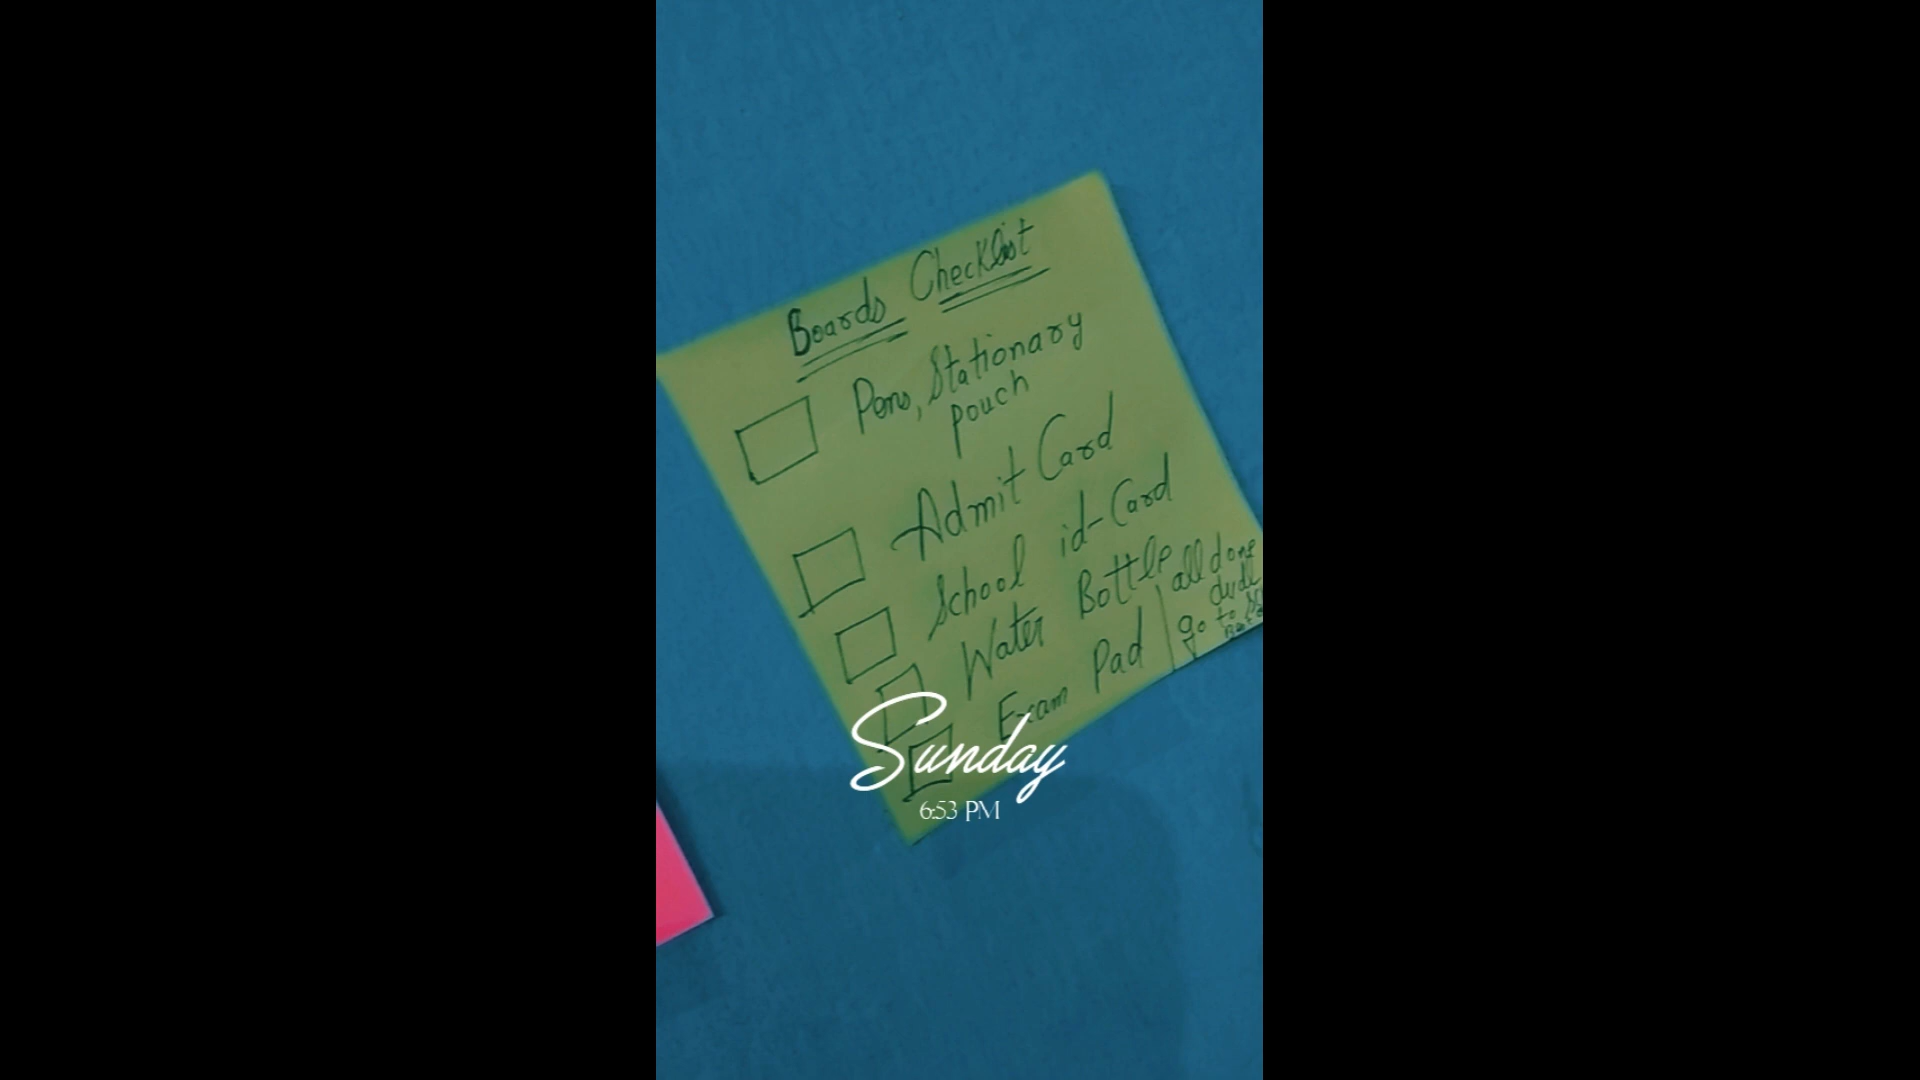 Boards Checklist
Pens, Stationary
pouch
Admit Card
School id-Card
Water Bottle
Exam Pad
all done
dude
go to
Sunday
6:53 PM